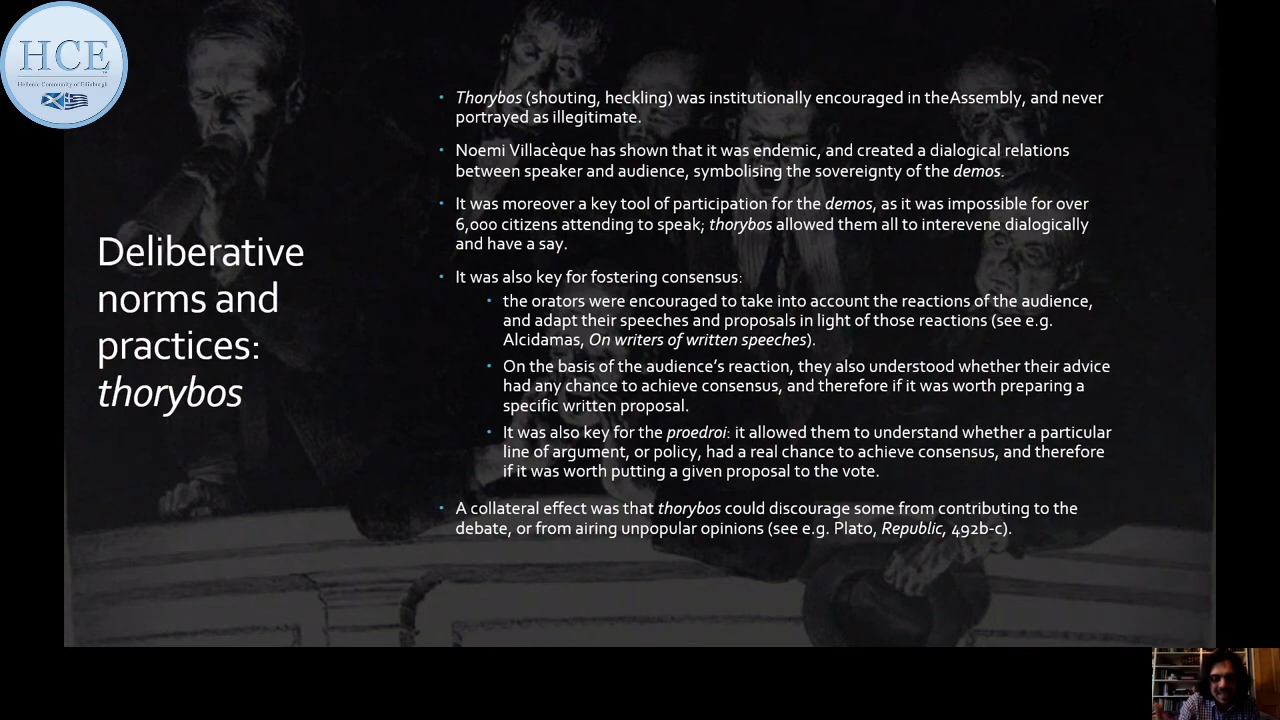 HCE
Hellenic Community of Edinburgh
Deliberative
norms and
practices:
thorybos
• Thorybos (shouting, heckling) was institutionally encouraged in theAssembly, and never
portrayed as illegitimate.
• Noemi Villacèque has shown that it was endemic, and created a dialogical relations
between speaker and audience, symbolising the sovereignty of the demos.
• It was moreover a key tool of participation for the demos, as it was impossible for over
6,000 citizens attending to speak; thorybos allowed them all to interevene dialogically
and have a say.
• It was also key for fostering consensus:
• the orators were encouraged to take into account the reactions of the audience,
and adapt their speeches and proposals in light of those reactions (see e.g.
Alcidamas, On writers of written speeches).
• On the basis of the audience’s reaction, they also understood whether their advice
had any chance to achieve consensus, and therefore if it was worth preparing a
specific written proposal.
• It was also key for the proedroi: it allowed them to understand whether a particular
line of argument, or policy, had a real chance to achieve consensus, and therefore
if it was worth putting a given proposal to the vote.
• A collateral effect was that thorybos could discourage some from contributing to the
debate, or from airing unpopular opinions (see e.g. Plato, Republic, 492b-c).